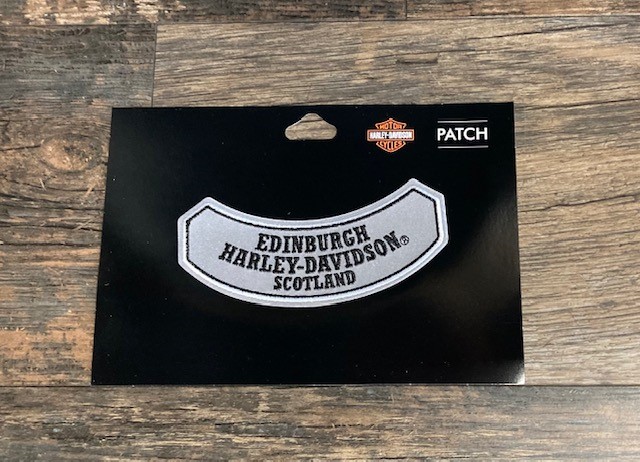 MOTOR
HARLEY-DAVIDSON
CYCLES
PATCH
EDINBURGH
HARLEY-DAVIDSON®
SCOTLAND